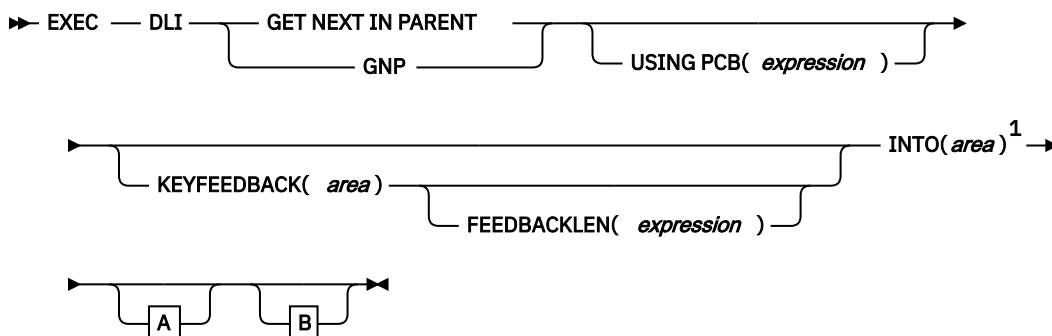 EXEC DLI GET NEXT IN PARENT
GNP
USING PCB( expression )
INTO(area) 1
KEYFEEDBACK( area )
FEEDBACKLEN( expression )
A B